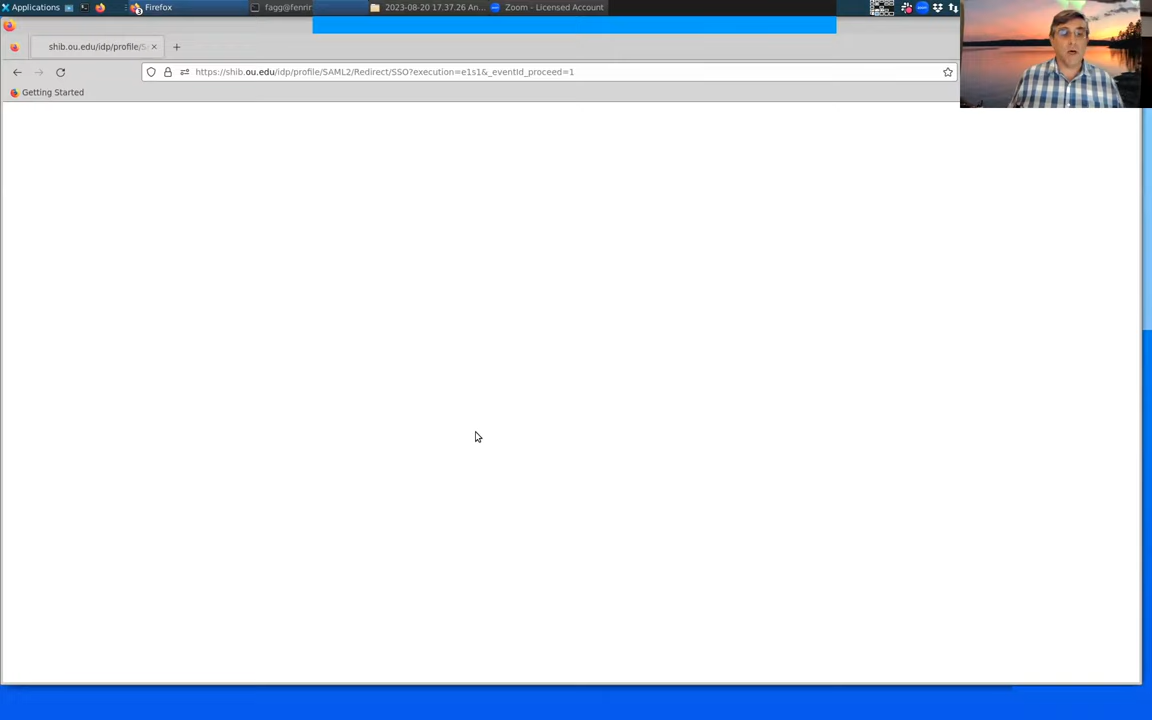 Applications
Firefox
fagg@fenrir
2023-08-20 17.37.26 An...
Zoom - Licensed Account
shib.ou.edu/idp/profile/S
https://shib.ou.edu/idp/profile/SAML2/Redirect/SSO?execution=e1s1&_eventId_proceed=1
Getting Started